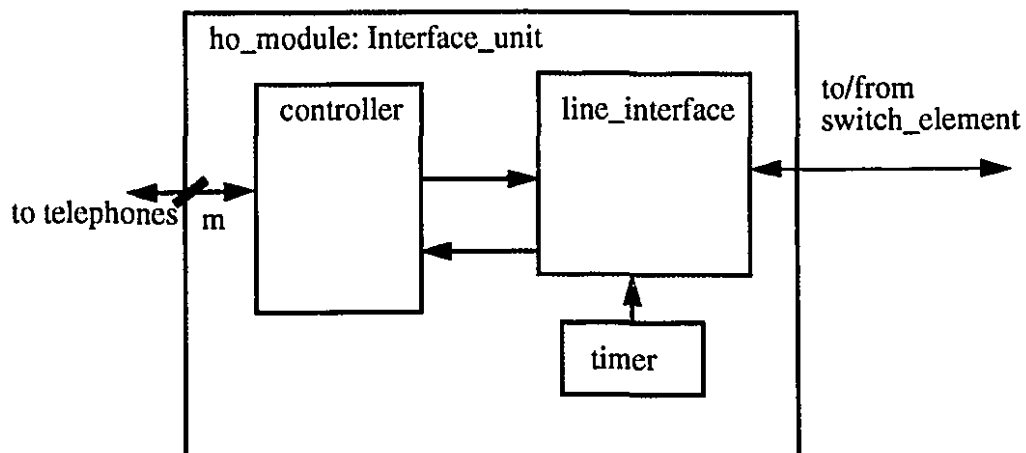 ho_module: Interface_unit
controller
line_interface
to/from
switch_element
to telephones
m
timer